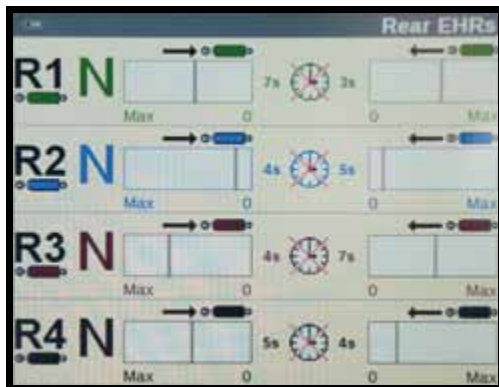 Rear EHRs
R1 N 7s 3s
Max 0 0 Max
R2 N 4s 5s
Max 0 0 Max
R3 N 4s 7s
Max 0 0 Max
R4 N 5s 4s
Max 0 0 Max